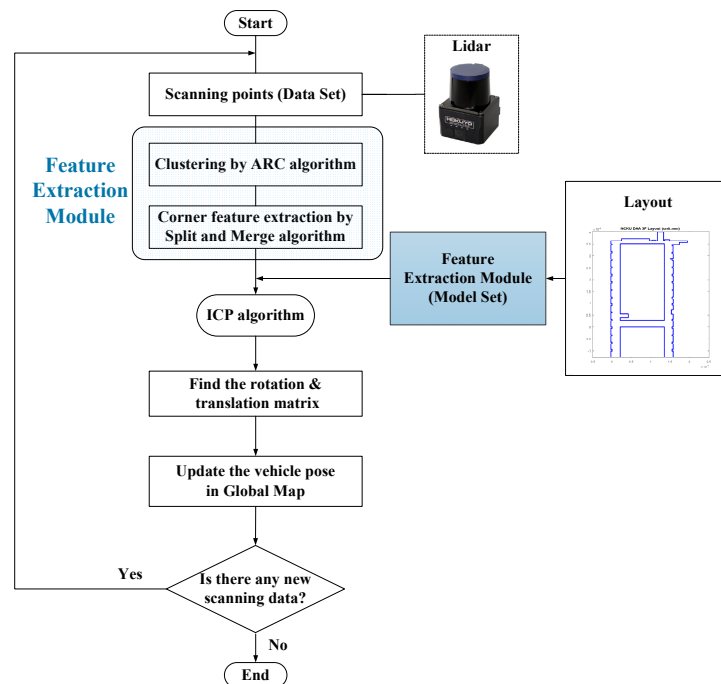 Start
Lidar
HOKUYO
Scanning points (Data Set)
Feature
Extraction
Module
Clustering by ARC algorithm
Corner feature extraction by
Split and Merge algorithm
Layout
Feature
Extraction Module
(Model Set)
ICP algorithm
Find the rotation &
translation matrix
Update the vehicle pose
in Global Map
Yes
Is there any new
scanning data?
No
End